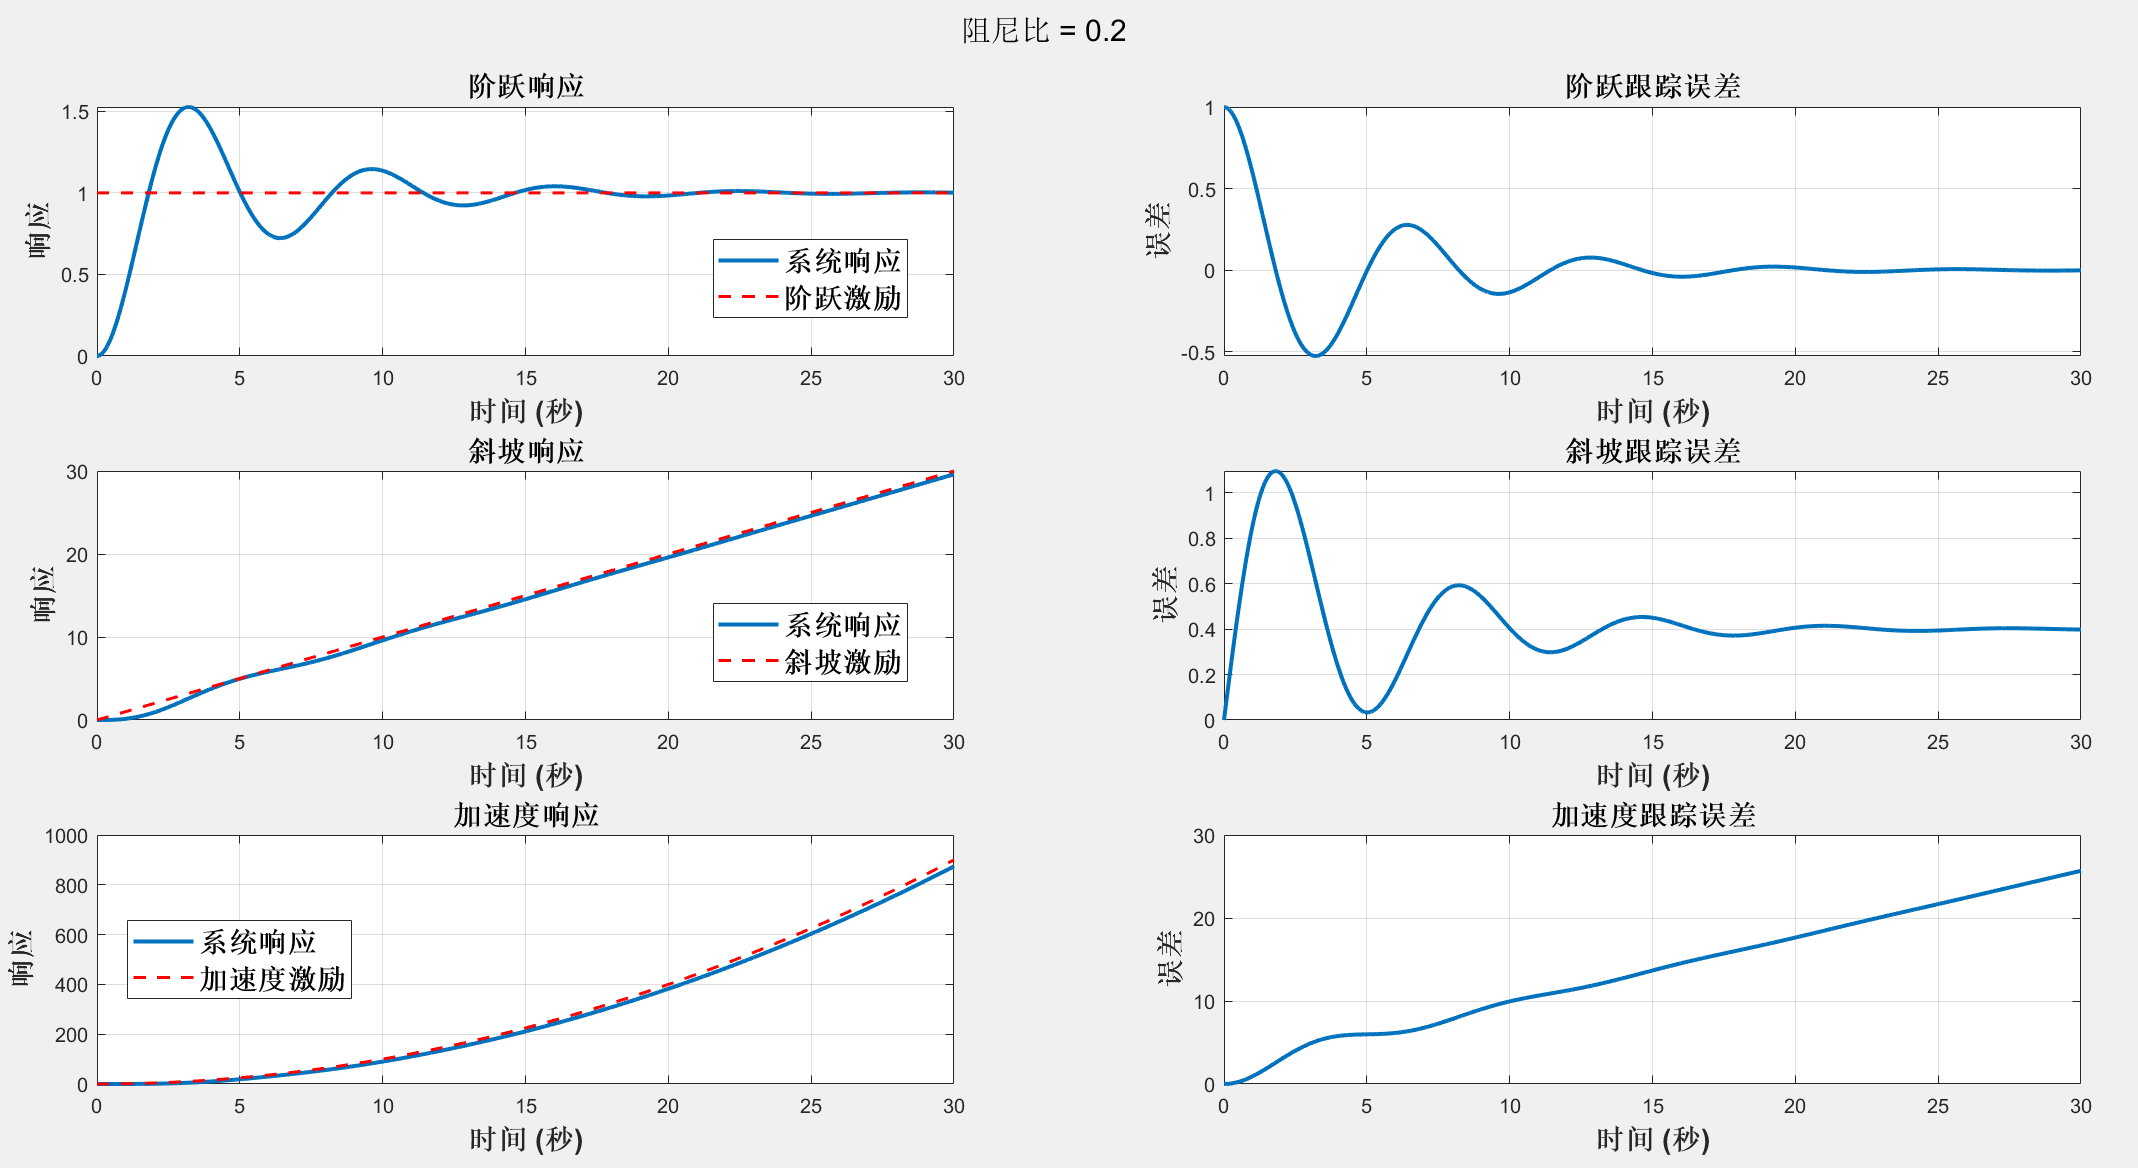 阻尼比 = 0.2
阶跃响应
1.5
1
0.5
0
响应
系统响应
阶跃激励
0 5 10 15 20 25 30
时间 (秒)
阶跃跟踪误差
1
0.5
0
-0.5
误差
0 5 10 15 20 25 30
时间 (秒)
斜坡响应
30
20
10
0
响应
系统响应
斜坡激励
0 5 10 15 20 25 30
时间 (秒)
斜坡跟踪误差
1
0.8
0.6
0.4
0.2
0
误差
0 5 10 15 20 25 30
时间 (秒)
加速度响应
1000
800
600
400
200
0
响应
系统响应
加速度激励
0 5 10 15 20 25 30
时间 (秒)
加速度跟踪误差
30
20
10
0
误差
0 5 10 15 20 25 30
时间 (秒)